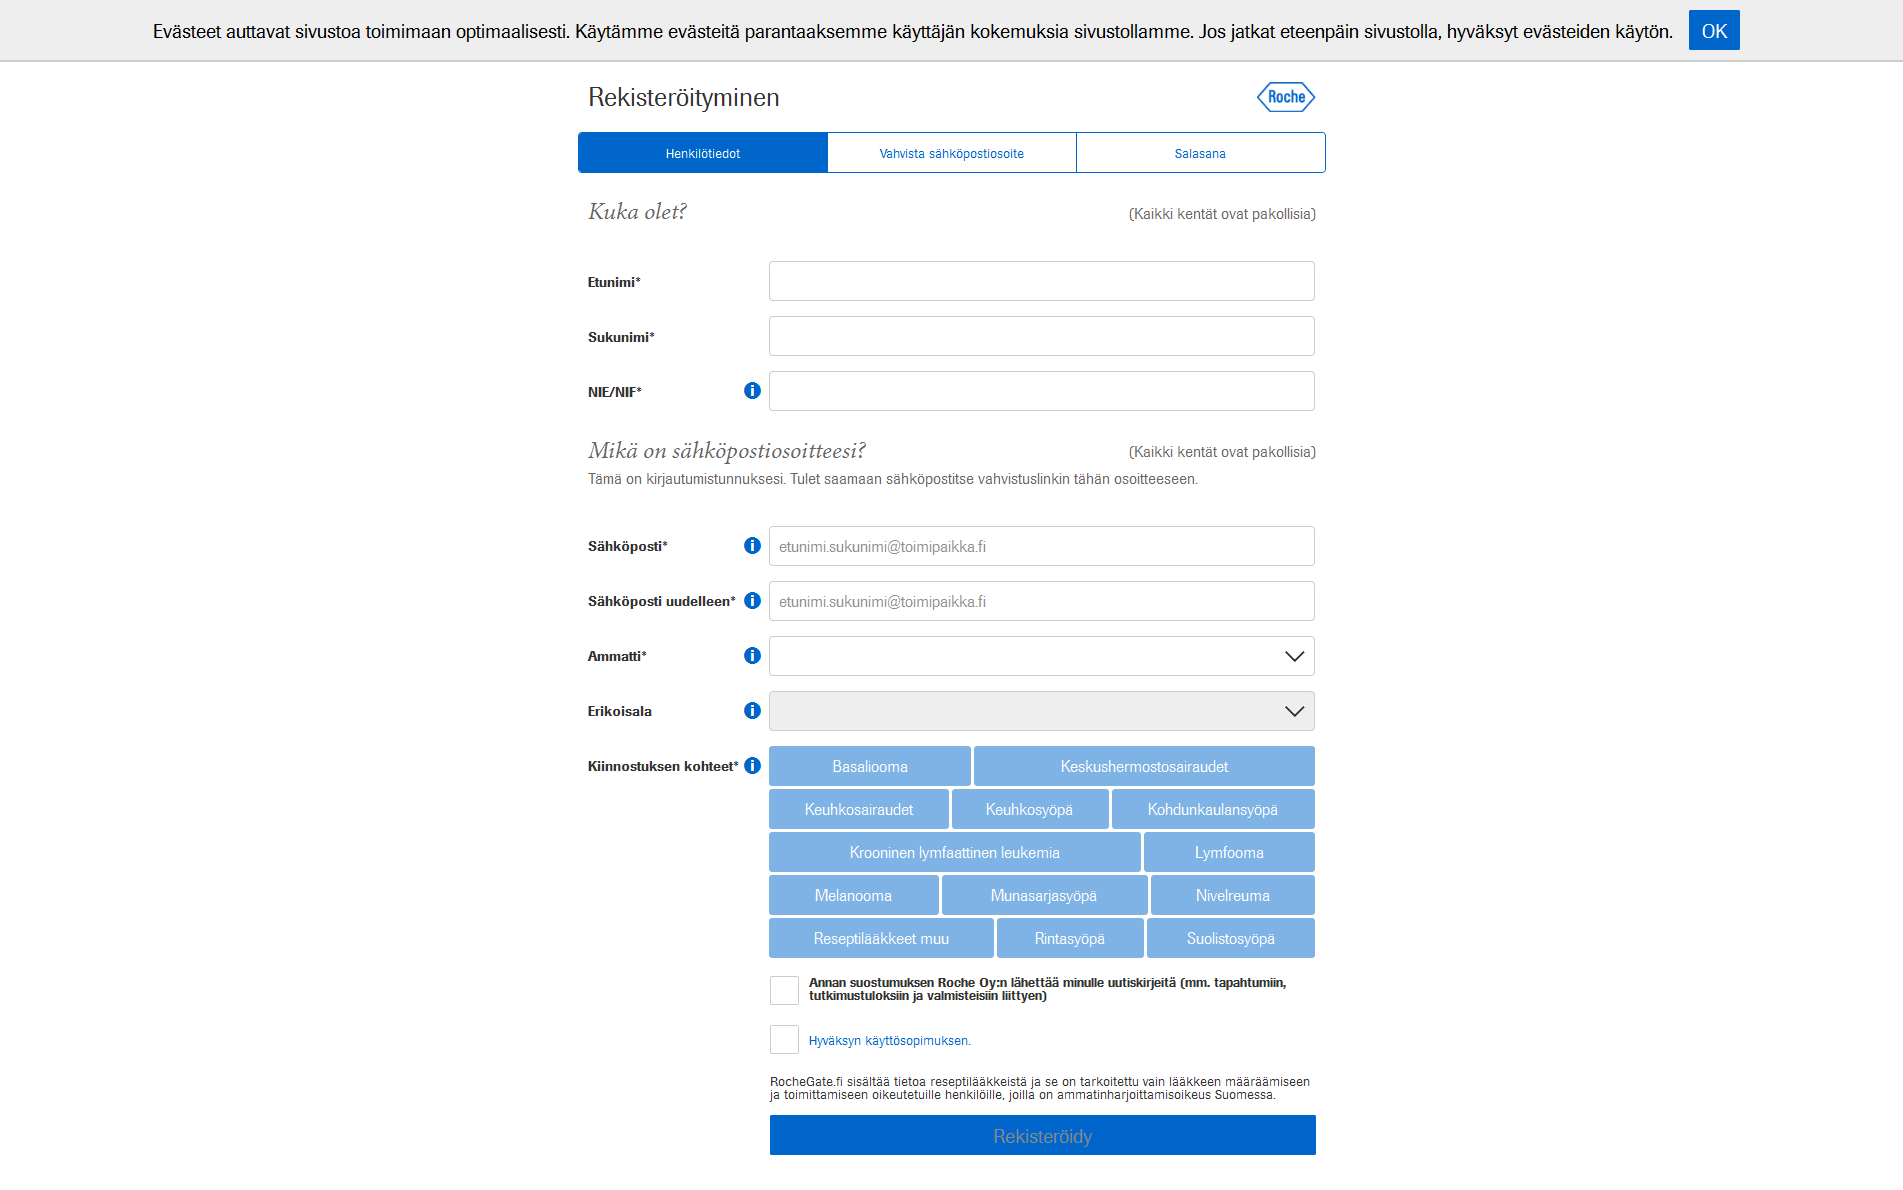 Evästeet auttavat sivustoa toimimaan optimaalisesti. Käytämme evästeitä parantaaksemme käyttäjän kokemuksia sivustollamme. Jos jatkat eteenpäin sivustolla, hyväksyt evästeiden käytön. OK
Rekisteröityminen
Roche
Henkilötiedot Vahvista sähköpostiosoite Salasana
Kuka olet? (Kaikki kentät ovat pakollisia)
Etunimi*
Sukunimi*
NIE/NIF*
Mikä on sähköpostiosoitteesi? (Kaikki kentät ovat pakollisia)
Tämä on kirjautumistunnuksesi. Tulet saamaan sähköpostitse vahvistuslinkin tähän osoitteeseen.
Sähköposti* etunimi.sukunimi@toimipaikka.fi
Sähköposti uudelleen* etunimi.sukunimi@toimipaikka.fi
Ammatti*
Erikoisala
Kiinnostuksen kohteet* Basaliooma Keskushermostosairaudet
Keuhkosairaudet Keuhkosyöpä Kohdunkaulansyöpä
Krooninen lymfaattinen leukemia Lymfooma
Melanooma Munasarjasyöpä Nivelreuma
Reseptilääkkeet muu Rintasyöpä Suolistosyöpä
Annan suostumuksen Roche Oy:n lähettää minulle uutiskirjeitä (mm. tapahtumiin,
tutkimustuloksiin ja valmisteisiin liittyen)
Hyväksyn käyttösopimuksen.
RocheGate.fi sisältää tietoa reseptilääkkeistä ja se on tarkoitettu vain lääkkeen määräämiseen
ja toimittamiseen oikeutetuille henkilöille, joilla on ammatinharjoittamisoikeus Suomessa.
Rekisteröidy